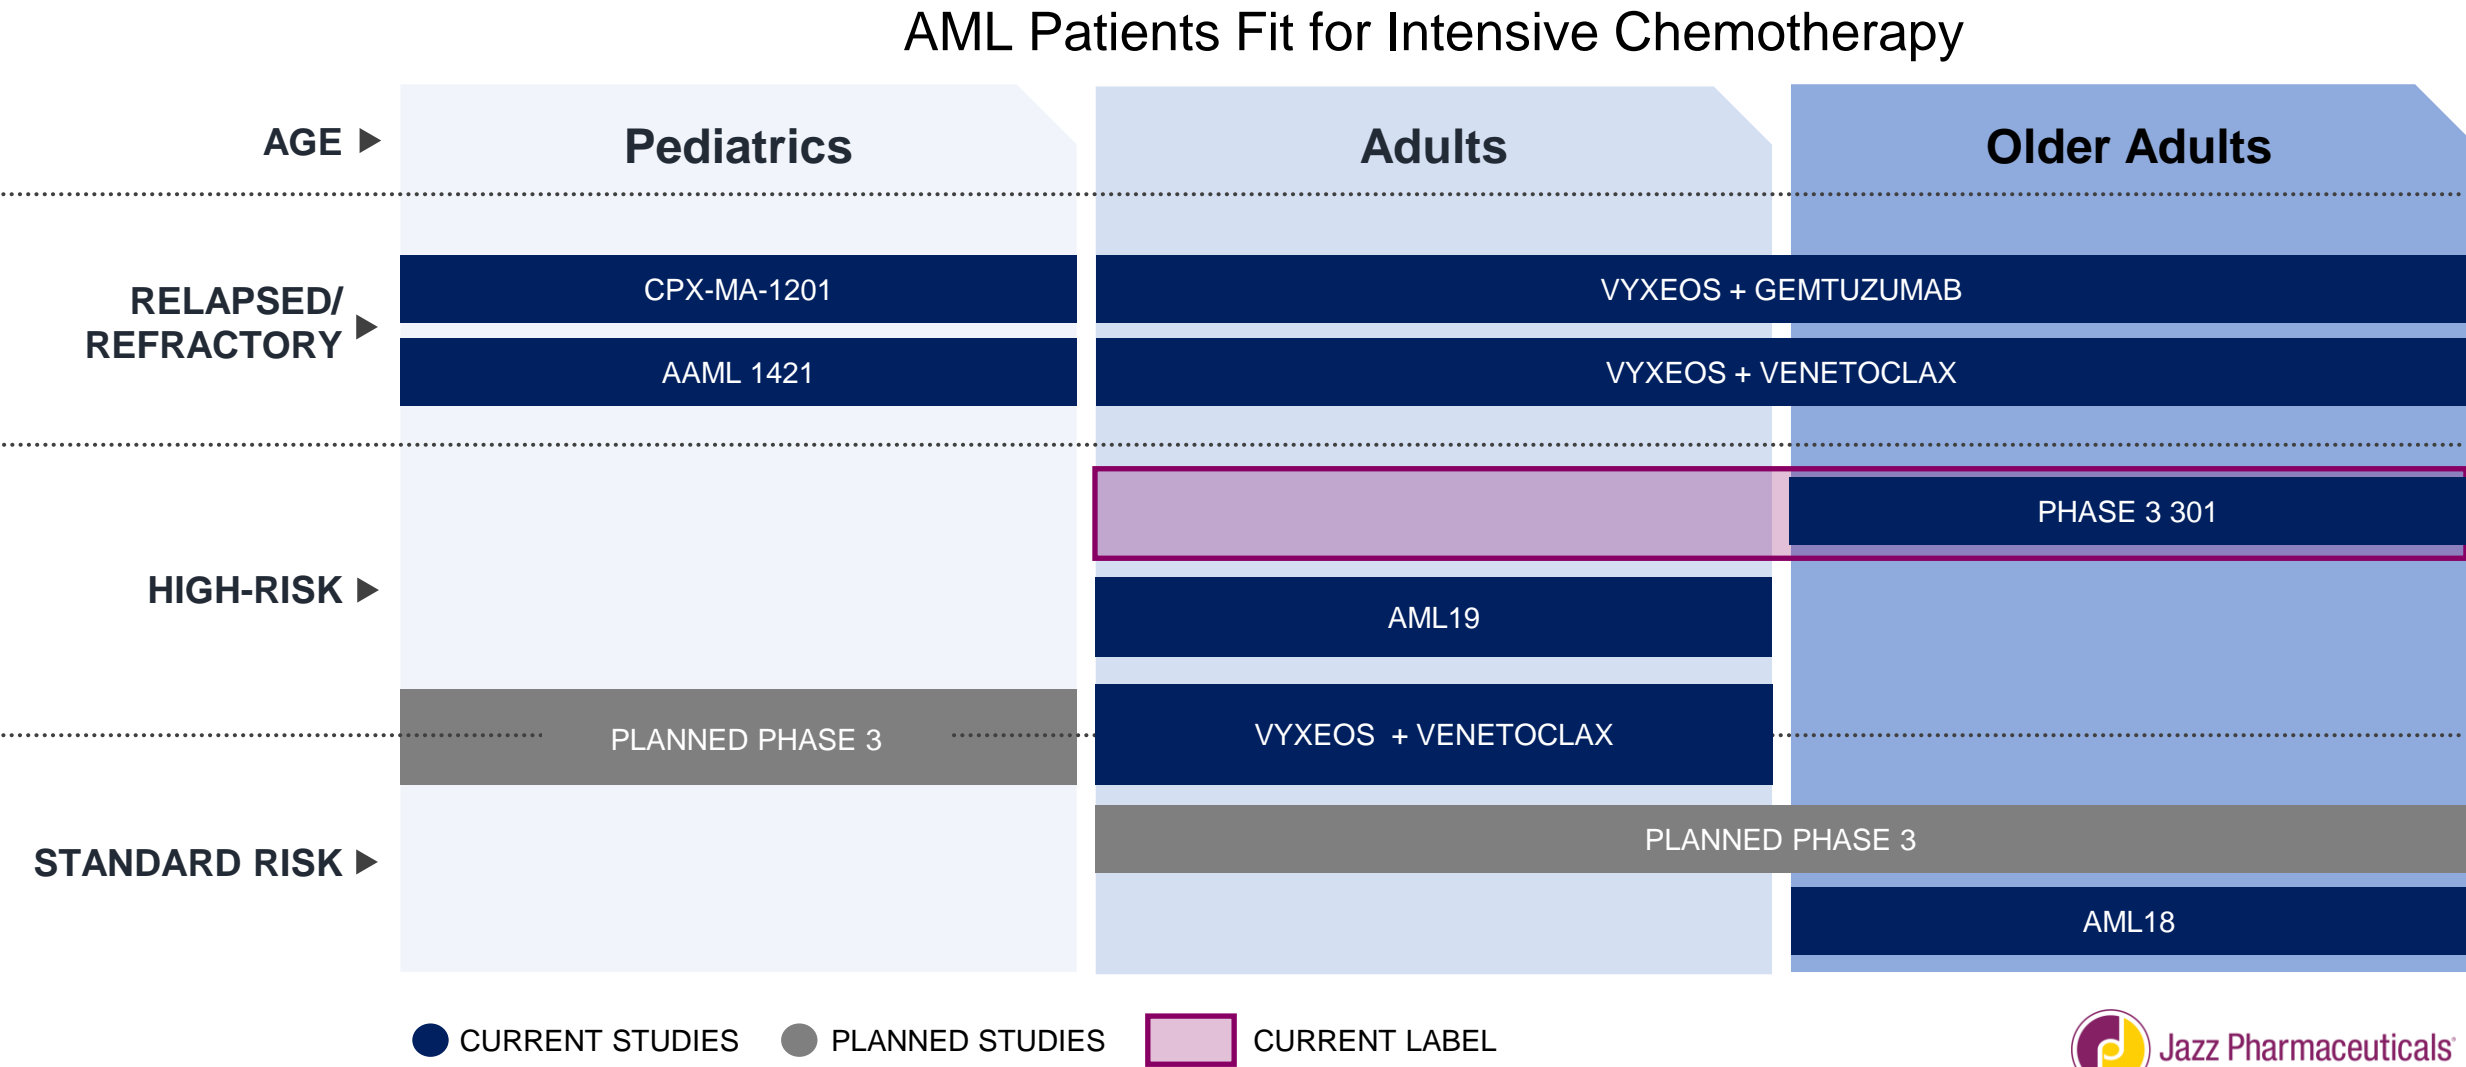 AML Patients Fit for Intensive Chemotherapy
AGE
Pediatrics
Adults
Older Adults
RELAPSED/
REFRACTORY
CPX-MA-1201
VYXEOS + GEMTUZUMAB
AAML 1421
VYXEOS + VENETOCLAX
HIGH-RISK
PHASE 3 301
AML19
PLANNED PHASE 3
VYXEOS + VENETOCLAX
STANDARD RISK
PLANNED PHASE 3
AML18
CURRENT STUDIES
PLANNED STUDIES
CURRENT LABEL
Jazz Pharmaceuticals